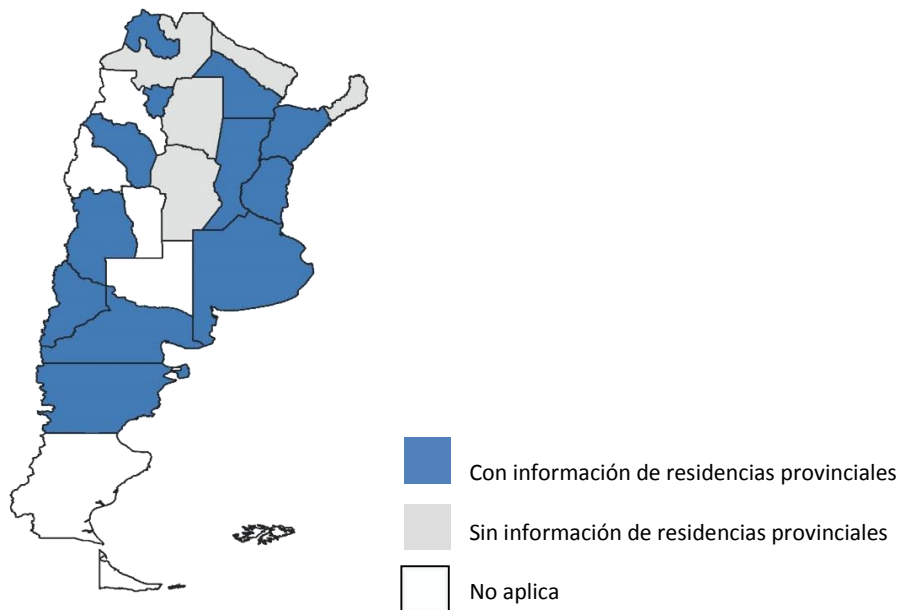 Con información de residencias provinciales
Sin información de residencias provinciales
No aplica